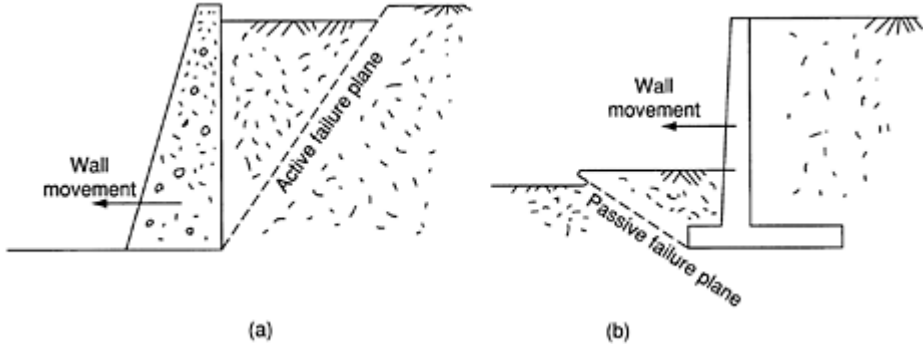 Wall
movement
Active failure plane
(a)
Wall
movement
Passive failure plane
(b)